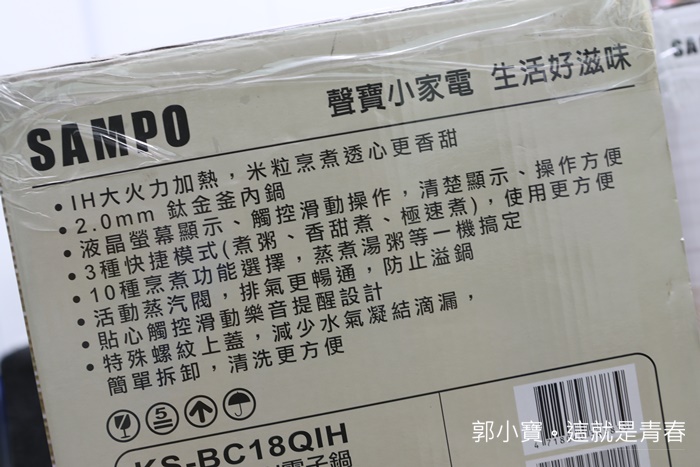 SAMPO
聲寶小家電 生活好滋味
SA
•IH大火力加熱，米粒烹煮透心更香甜
•2.0mm 鈦金釜內鍋
•液晶螢幕顯示、觸控滑動操作，清楚顯示、操作方便
•3種快捷模式(煮粥、香甜煮、極速煮)，使用更方便
•10種烹煮功能選擇，蒸煮湯粥等一機搞定
•活動蒸汽閥，排氣更暢通，防止溢鍋
•貼心觸控滑動樂音提醒設計
•特殊螺紋上蓋，減少水氣凝結滴漏，
簡單拆卸，清洗更方便
5
KS-BC18QIH
電子鍋
郭小寶。這就是青春